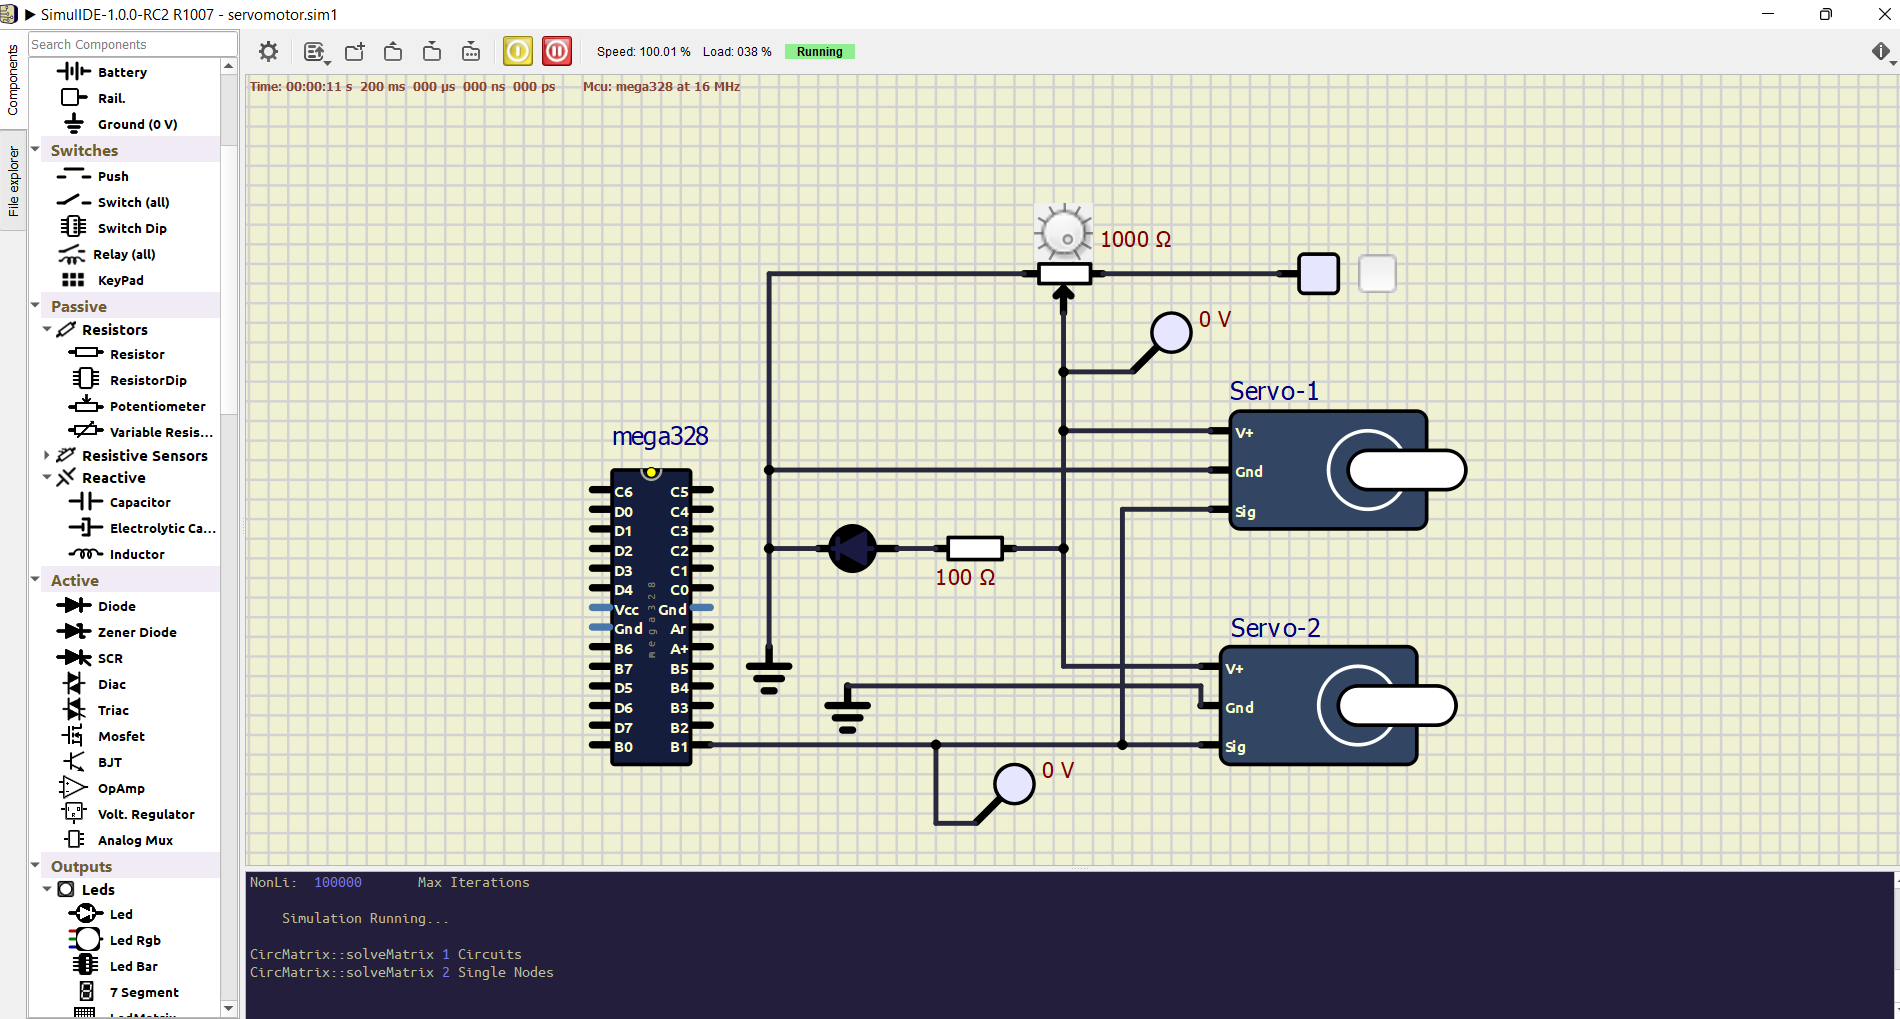 SimulIDE-1.0.0-RC2 R1007 - servomotor.sim1
Components
File explorer
Search Components
Battery
Rail.
Ground (0 V)
Switches
Push
Switch (all)
Switch Dip
Relay (all)
KeyPad
Passive
Resistors
Resistor
ResistorDip
Potentiometer
Variable Resis...
Resistive Sensors
Reactive
Capacitor
Electrolytic Ca...
Inductor
Active
Diode
Zener Diode
SCR
Diac
Triac
Mosfet
BJT
OpAmp
Volt. Regulator
Analog Mux
Outputs
Leds
Led
Led Rgb
Led Bar
7 Segment
LedMatrix
Speed: 100.01 % Load: 038 % Running
Time: 00:00:11 s 200 ms 000 µs 000 ns 000 ps Mcu: mega328 at 16 MHz
1000 Ω
0 V
Servo-1
V+
Gnd
Sig
mega328
C6 C5
D0 C4
D1 C3
D2 C2
D3 C1
D4 C0
Vcc Gnd
Gnd Ar
B6 A+
B7 B5
D5 B4
D6 B3
D7 B2
B0 B1
mega328
100 Ω
Servo-2
V+
Gnd
Sig
0 V
NonLi: 100000 Max Iterations
Simulation Running...
CircMatrix::solveMatrix 1 Circuits
CircMatrix::solveMatrix 2 Single Nodes